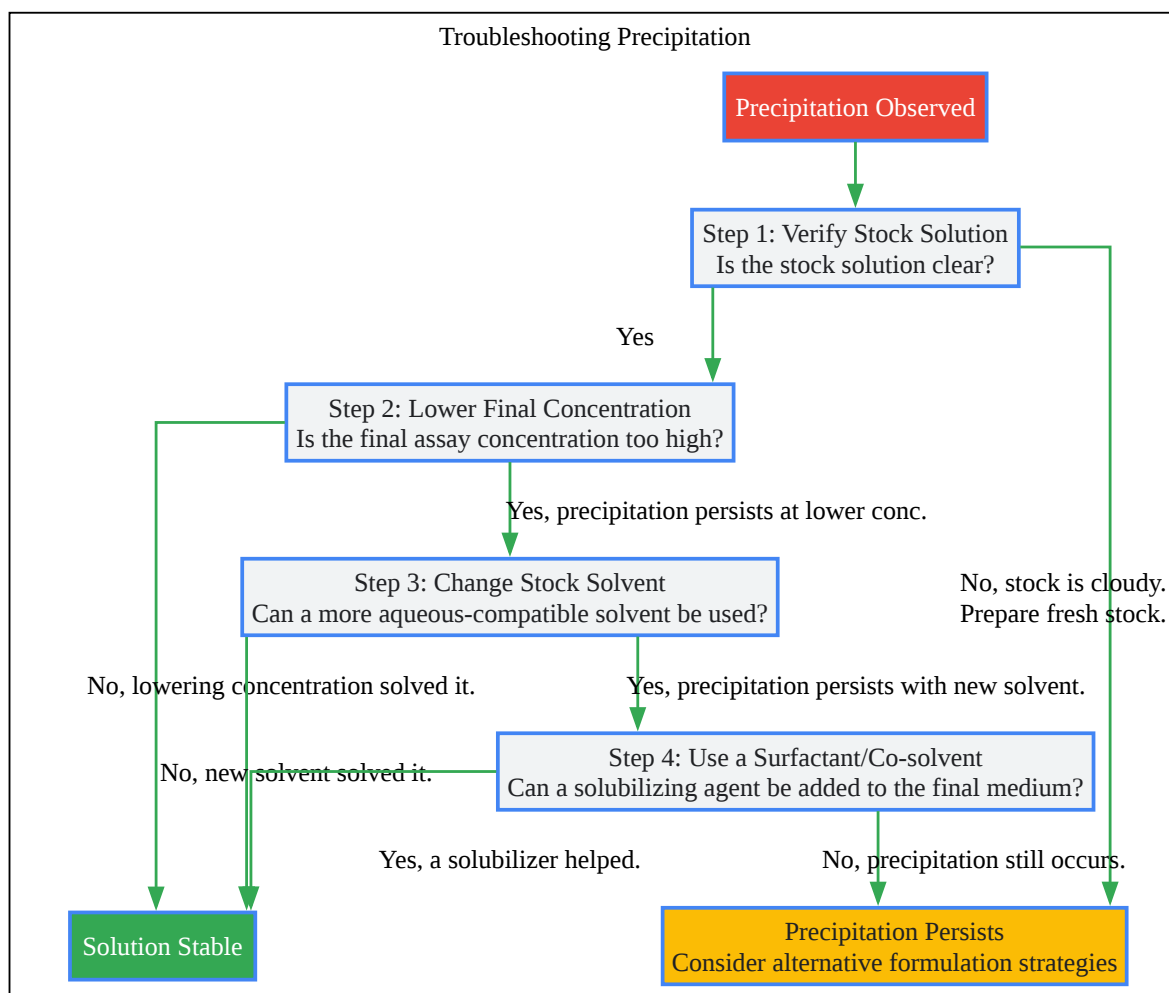 Troubleshooting Precipitation
Precipitation Observed
Step 1: Verify Stock Solution
Is the stock solution clear?
Yes
Step 2: Lower Final Concentration
Is the final assay concentration too high?
Yes, precipitation persists at lower conc.
Step 3: Change Stock Solvent
Can a more aqueous-compatible solvent be used?
No, stock is cloudy.
Prepare fresh stock.
No, lowering concentration solved it.
Yes, precipitation persists with new solvent.
Step 4: Use a Surfactant/Co-solvent
Can a solubilizing agent be added to the final medium?
No, new solvent solved it.
Yes, a solubilizer helped.
No, precipitation still occurs.
Solution Stable
Precipitation Persists
Consider alternative formulation strategies